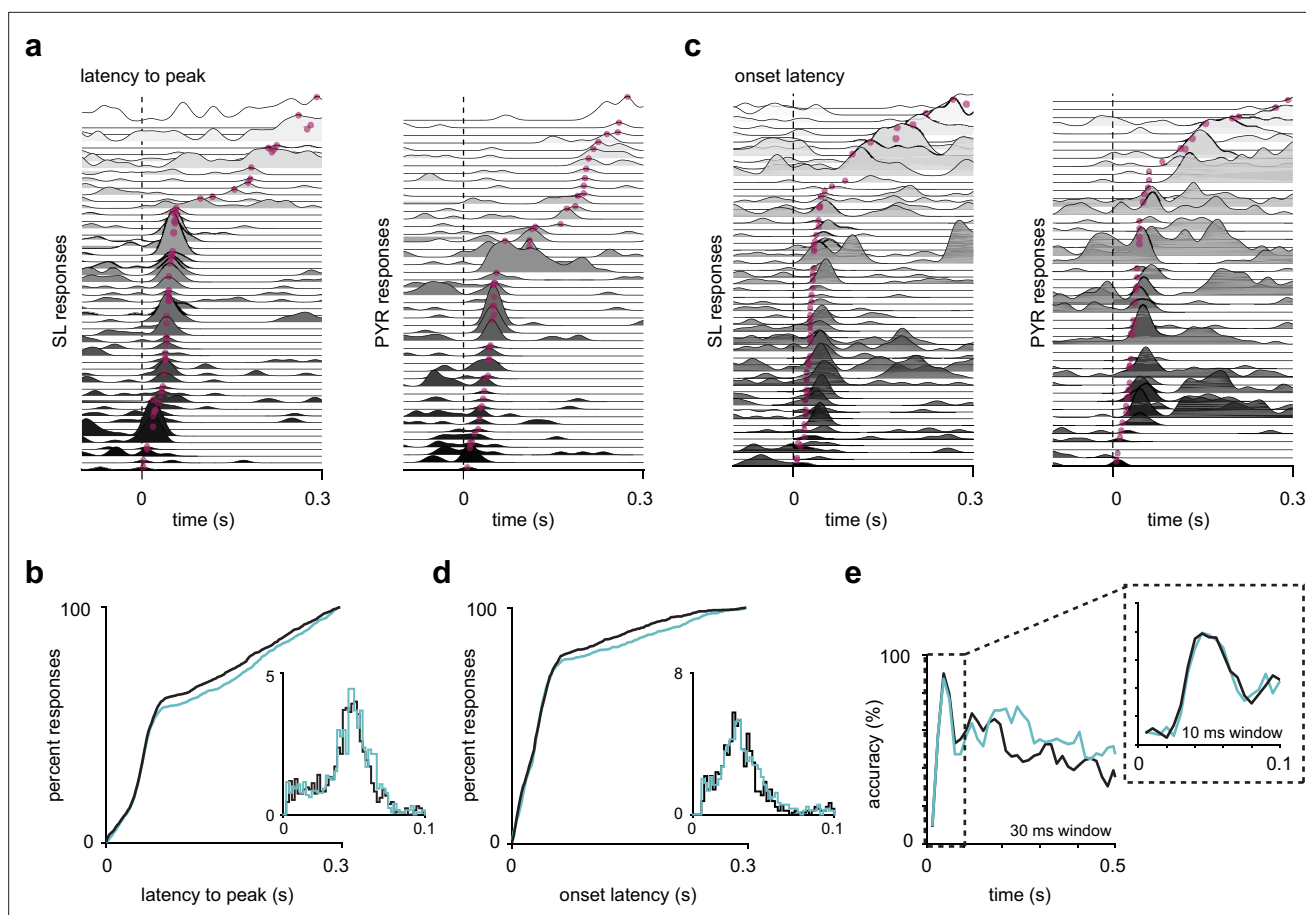 a
latency to peak
SL responses
0
0.3
time (s)
PYR responses
0
0.3
time (s)
c
onset latency
SL responses
0
0.3
time (s)
PYR responses
0
0.3
time (s)
b
percent responses
100
0
0
0.3
latency to peak (s)
5
0
0
0.1
d
percent responses
100
0
0
0.3
onset latency (s)
8
0
0
0.1
e
accuracy (%)
100
0
30 ms window
0
0.5
time (s)
10 ms window
0
0.1